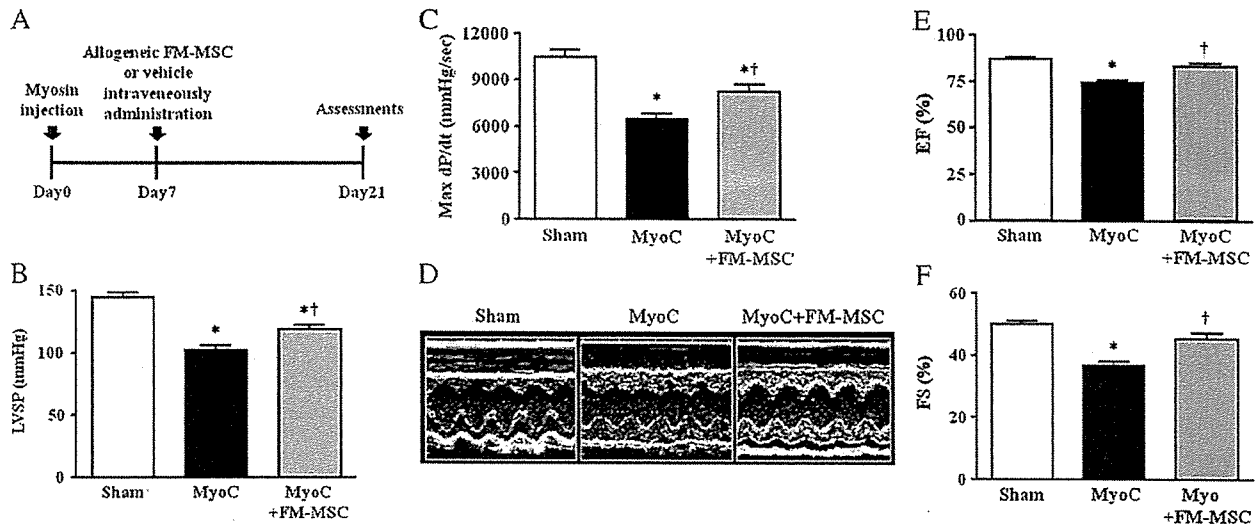 A
Myosin
injection
Allogeneic FM-MSC
or vehicle
intraveneously
administration
Assessments
Day0
Day7
Day21
B
LVSP (mmHg)
150
100
50
0
Sham
MyoC
MyoC
+FM-MSC
*
*†
C
Max dP/dt (mmHg/sec)
12000
9000
6000
3000
0
Sham
MyoC
MyoC
+FM-MSC
*
*†
D
Sham
MyoC
MyoC+FM-MSC
E
EF (%)
100
75
50
25
0
Sham
MyoC
MyoC
+FM-MSC
*
†
F
FS (%)
60
40
20
0
Sham
MyoC
Myo
+FM-MSC
*
†